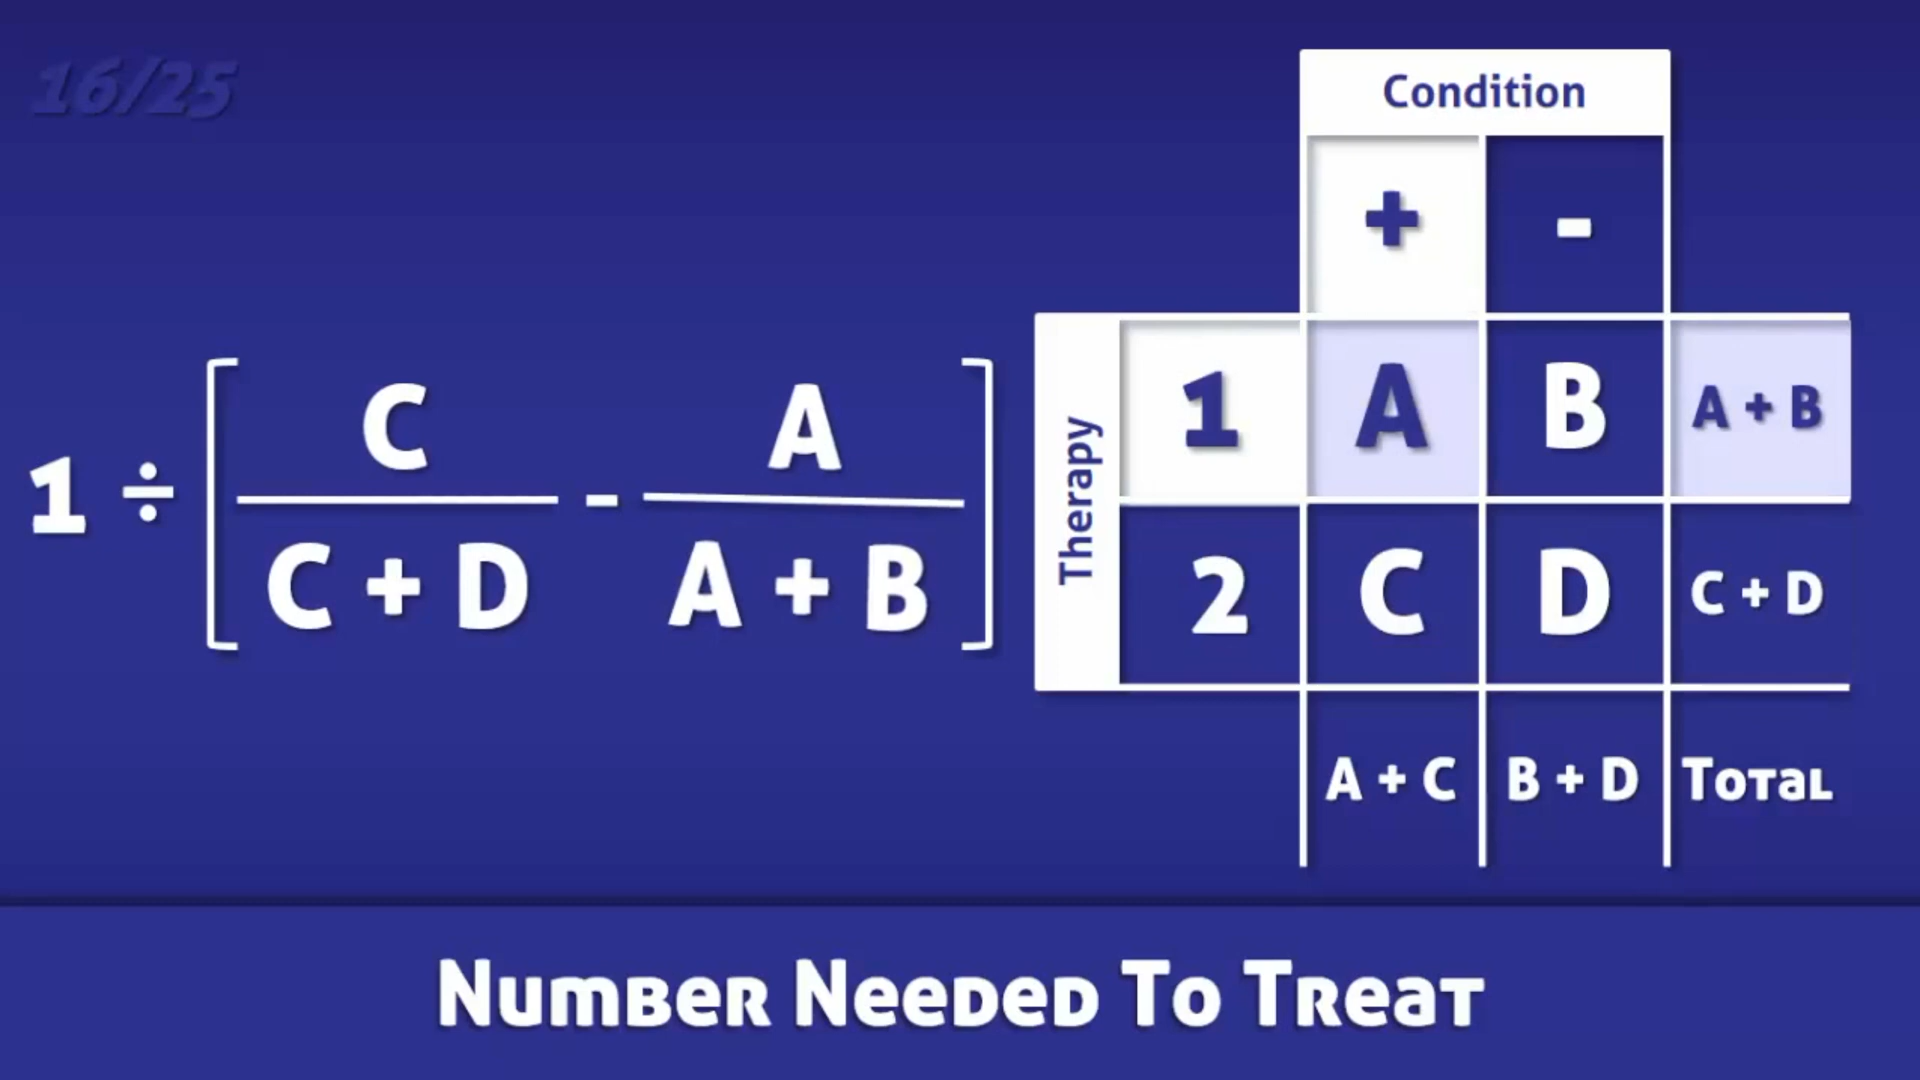 16/25
Condition
+ -
1 ÷ [ C / C + D - A / A + B ]
Therapy
1 A B A + B
2 C D C + D
A + C B + D Total
Number Needed To Treat